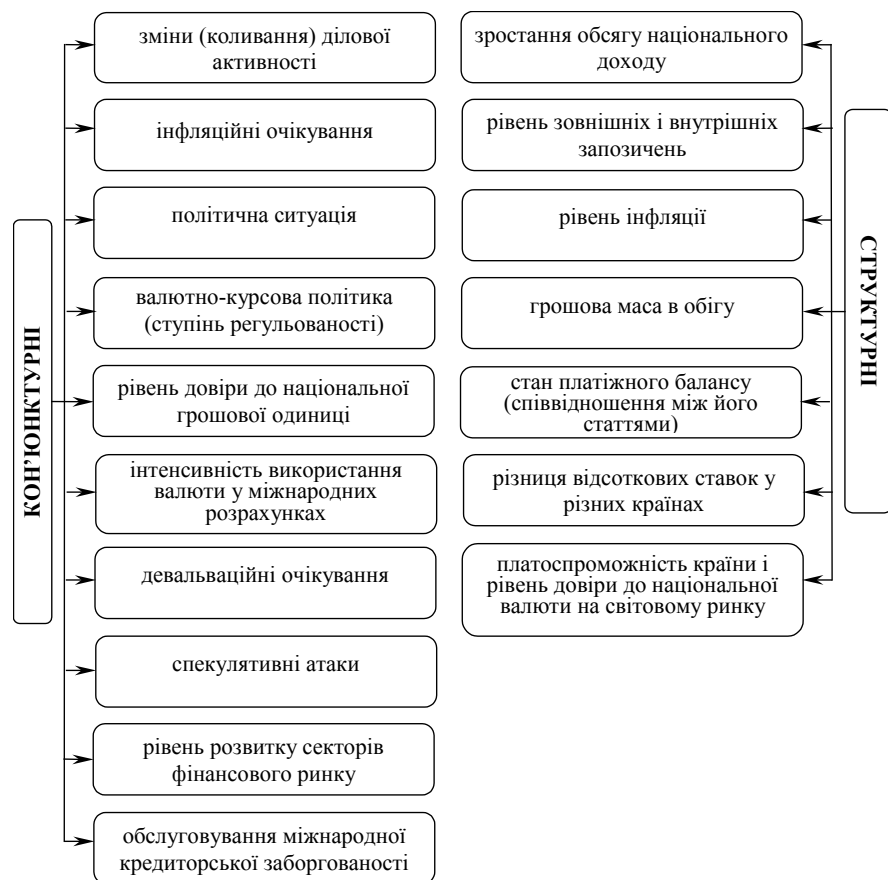 КОН’ЮНКТУРНІ
зміни (коливання) ділової
активності
інфляційні очікування
політична ситуація
валютно-курсова політика
(ступінь регульованості)
рівень довіри до національної
грошової одиниці
інтенсивність використання
валюти у міжнародних
розрахунках
девальваційні очікування
спекулятивні атаки
рівень розвитку секторів
фінансового ринку
обслуговування міжнародної
кредиторської заборгованості
зростання обсягу національного
доходу
рівень зовнішніх і внутрішніх
запозичень
рівень інфляції
грошова маса в обігу
стан платіжного балансу
(співвідношення між його
статтями)
різниця відсоткових ставок у
різних країнах
платоспроможність країни і
рівень довіри до національної
валюти на світовому ринку
СТРУКТУРНІ